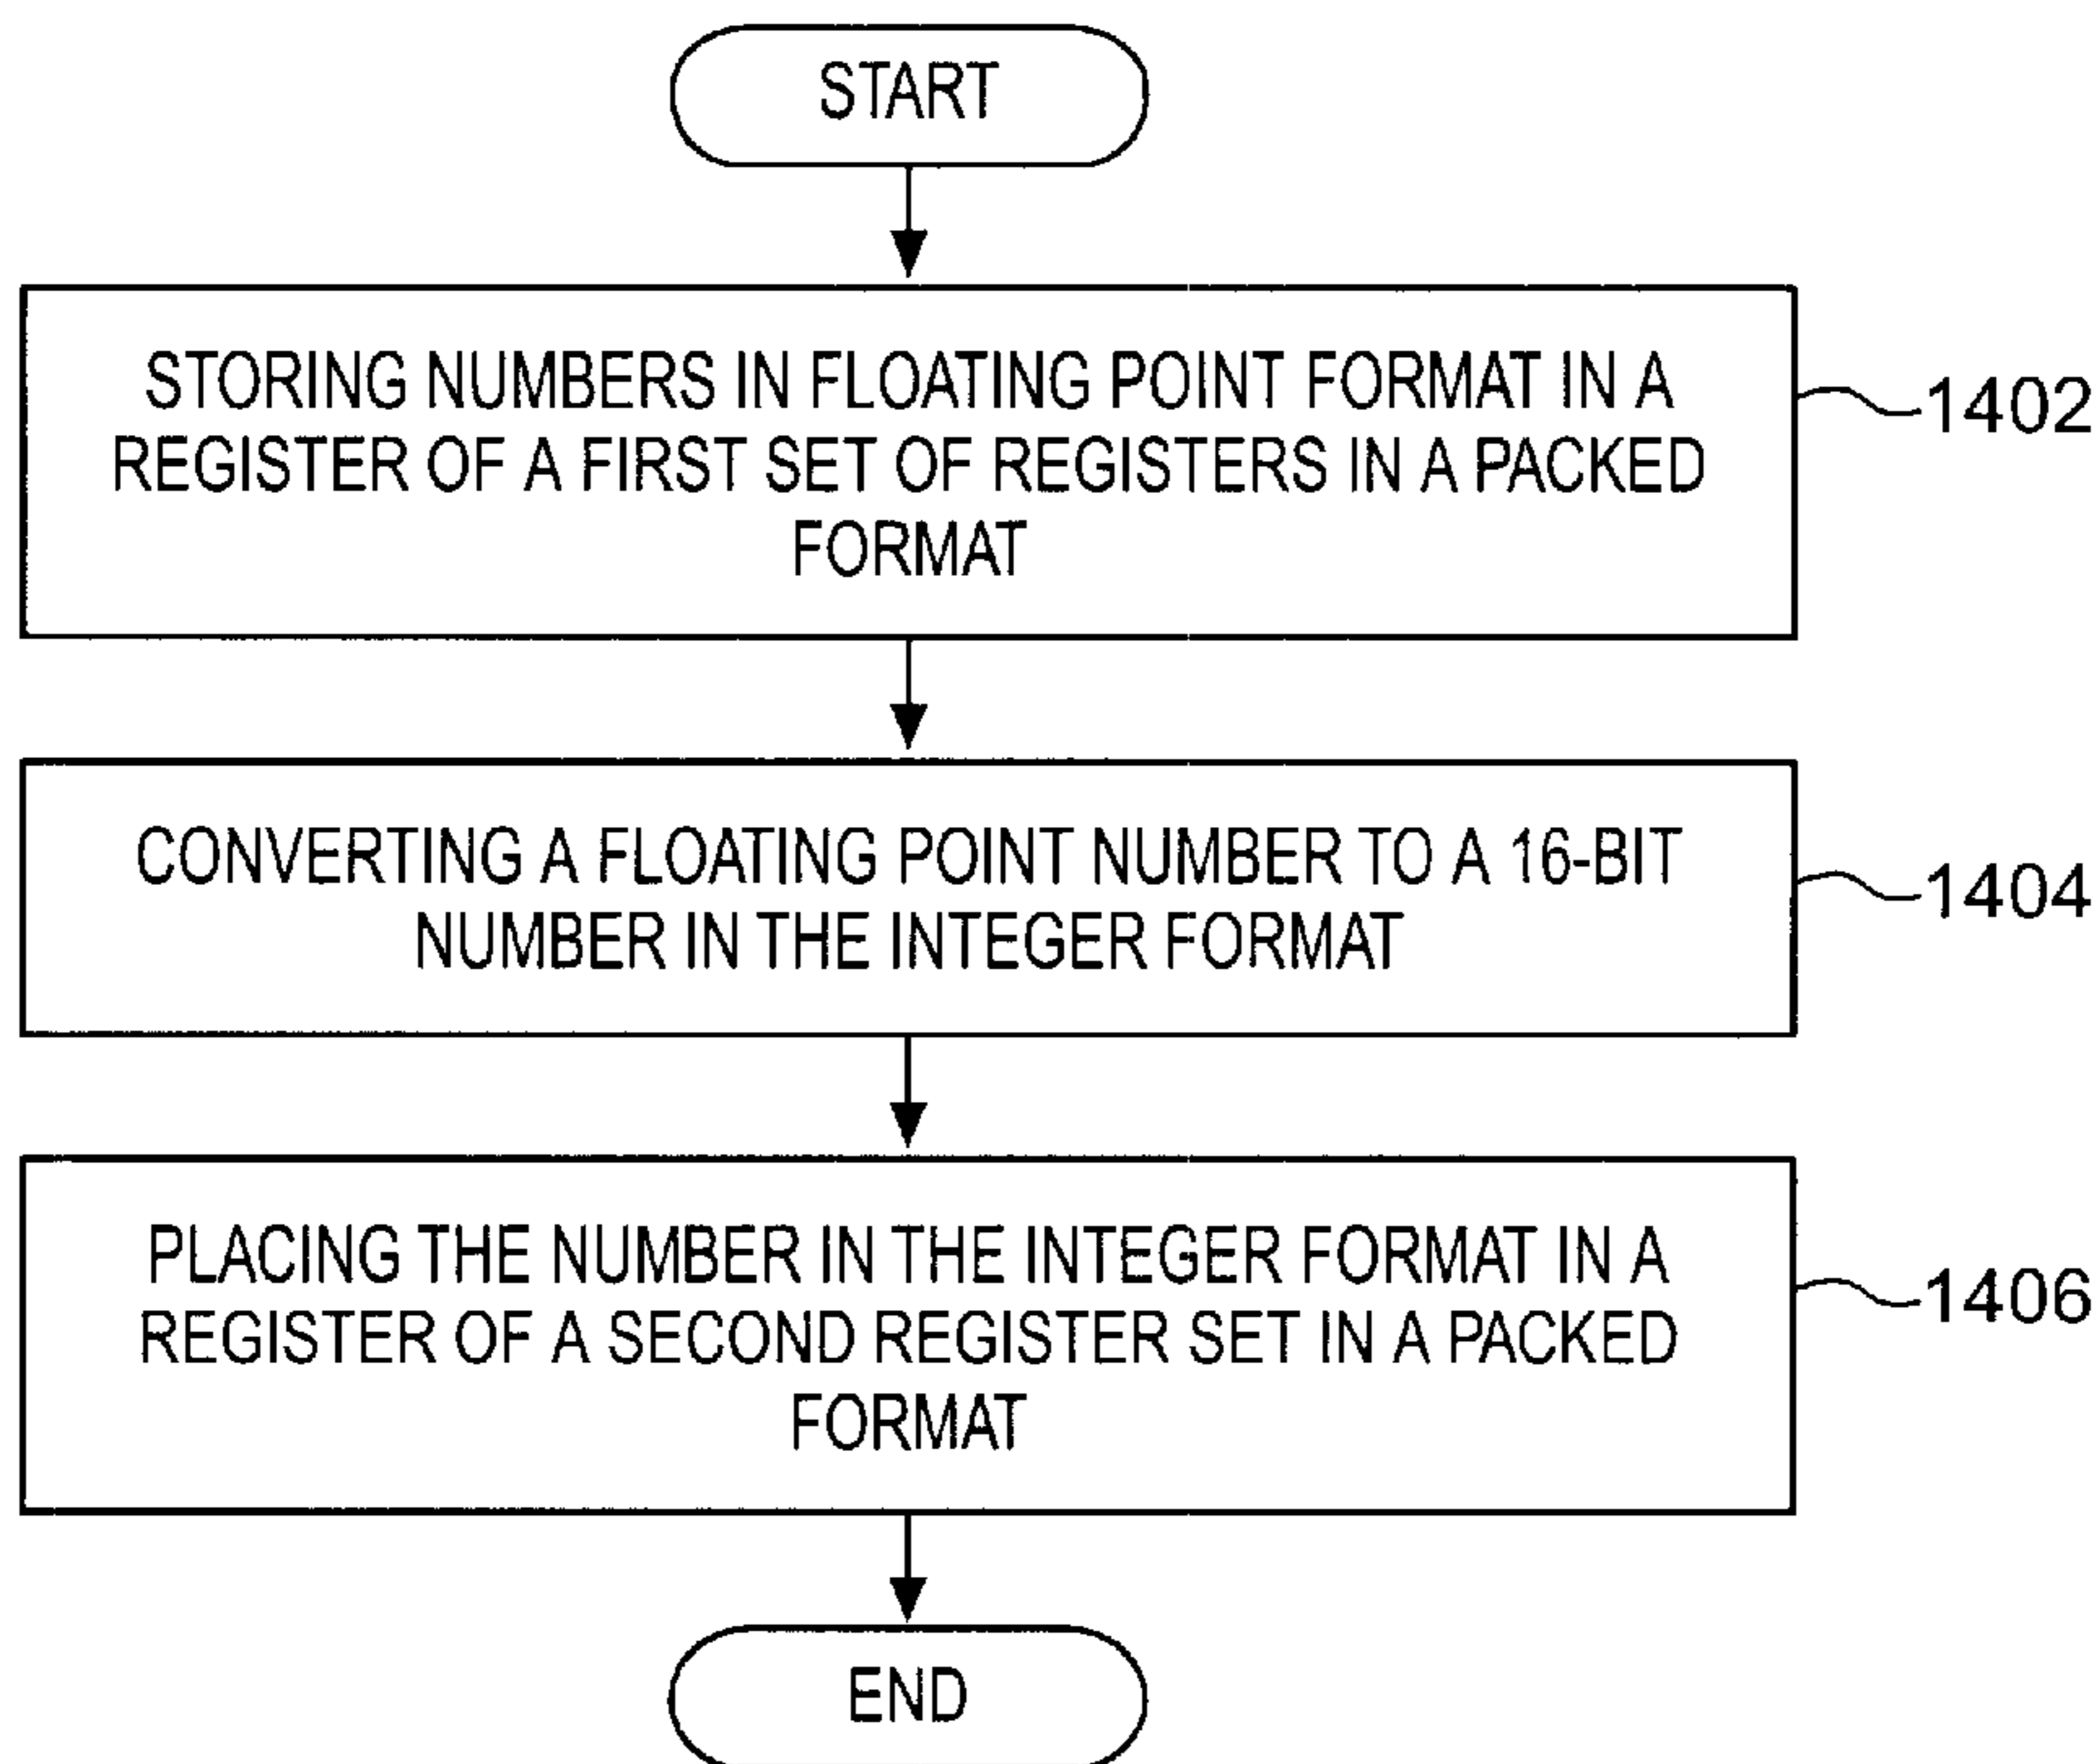 START
STORING NUMBERS IN FLOATING POINT FORMAT IN A
REGISTER OF A FIRST SET OF REGISTERS IN A PACKED
FORMAT
1402
CONVERTING A FLOATING POINT NUMBER TO A 16-BIT
NUMBER IN THE INTEGER FORMAT
1404
PLACING THE NUMBER IN THE INTEGER FORMAT IN A
REGISTER OF A SECOND REGISTER SET IN A PACKED
FORMAT
1406
END